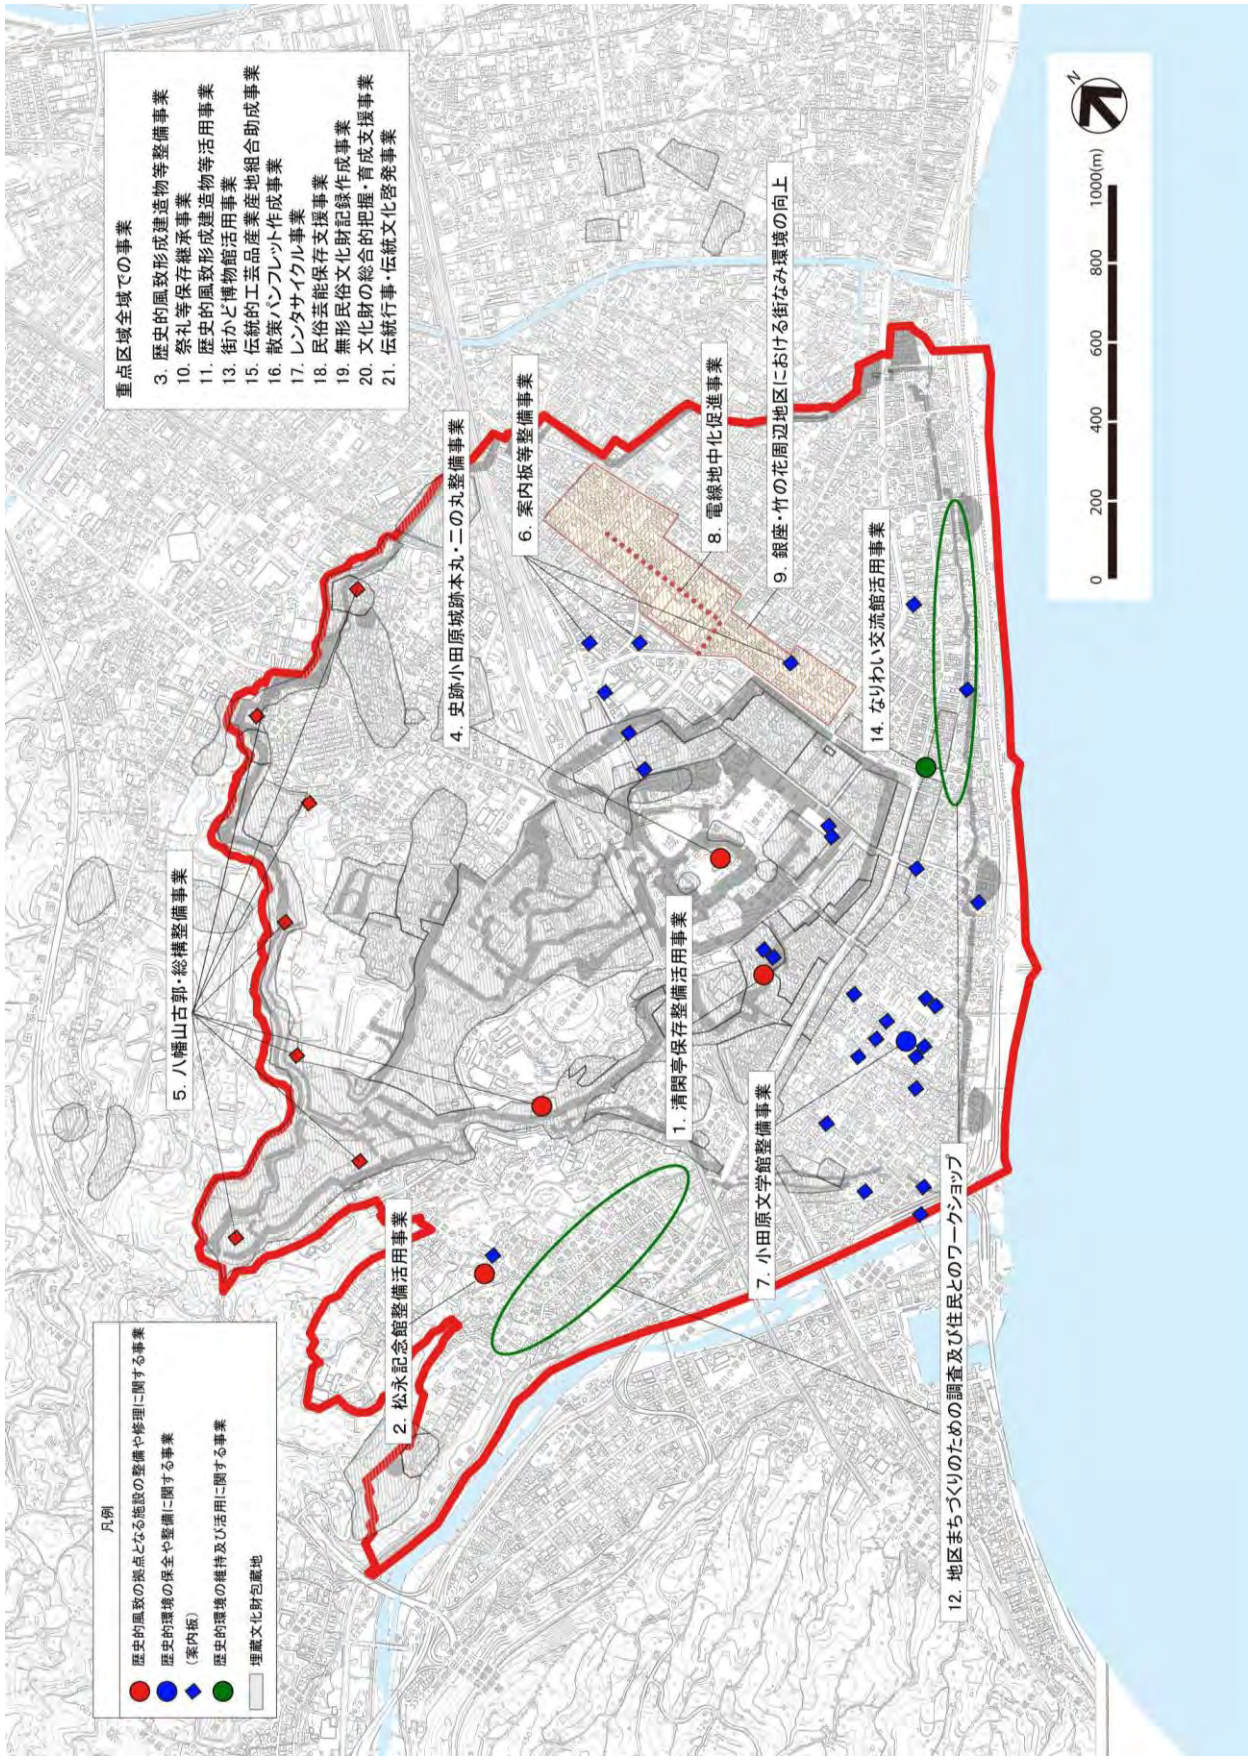 凡例
歴史的風致の拠点となる施設の整備や修理に関する事業
歴史的環境の保全や整備に関する事業
(案内板)
歴史的環境の維持及び活用に関する事業
埋蔵文化財包蔵地
重点区域全域での事業
3. 歴史的風致形成建造物等整備事業
10. 祭礼等保存継承事業
11. 歴史的風致形成建造物等活用事業
13. 街かど博物館活用事業
15. 伝統的工芸品産業産地組合助成事業
16. 散策パンフレット作成事業
17. レンタサイクル事業
18. 民俗芸能保存支援事業
19. 無形民俗文化財記録作成事業
20. 文化財の総合的把握・育成支援事業
21. 伝統行事・伝統文化啓発事業
5. 八幡山古郭・総構整備事業
2. 松永記念館整備活用事業
4. 史跡小田原城跡本丸・二の丸整備事業
6. 案内板等整備事業
1. 清閑亭保存整備活用事業
8. 電線地中化促進事業
7. 小田原文学館整備事業
9. 銀座・竹の花周辺地区における街なみ環境の向上
14. なりわい交流館活用事業
12. 地区まちづくりのための調査及び住民とのワークショップ
N
0 200 400 600 800 1000(m)